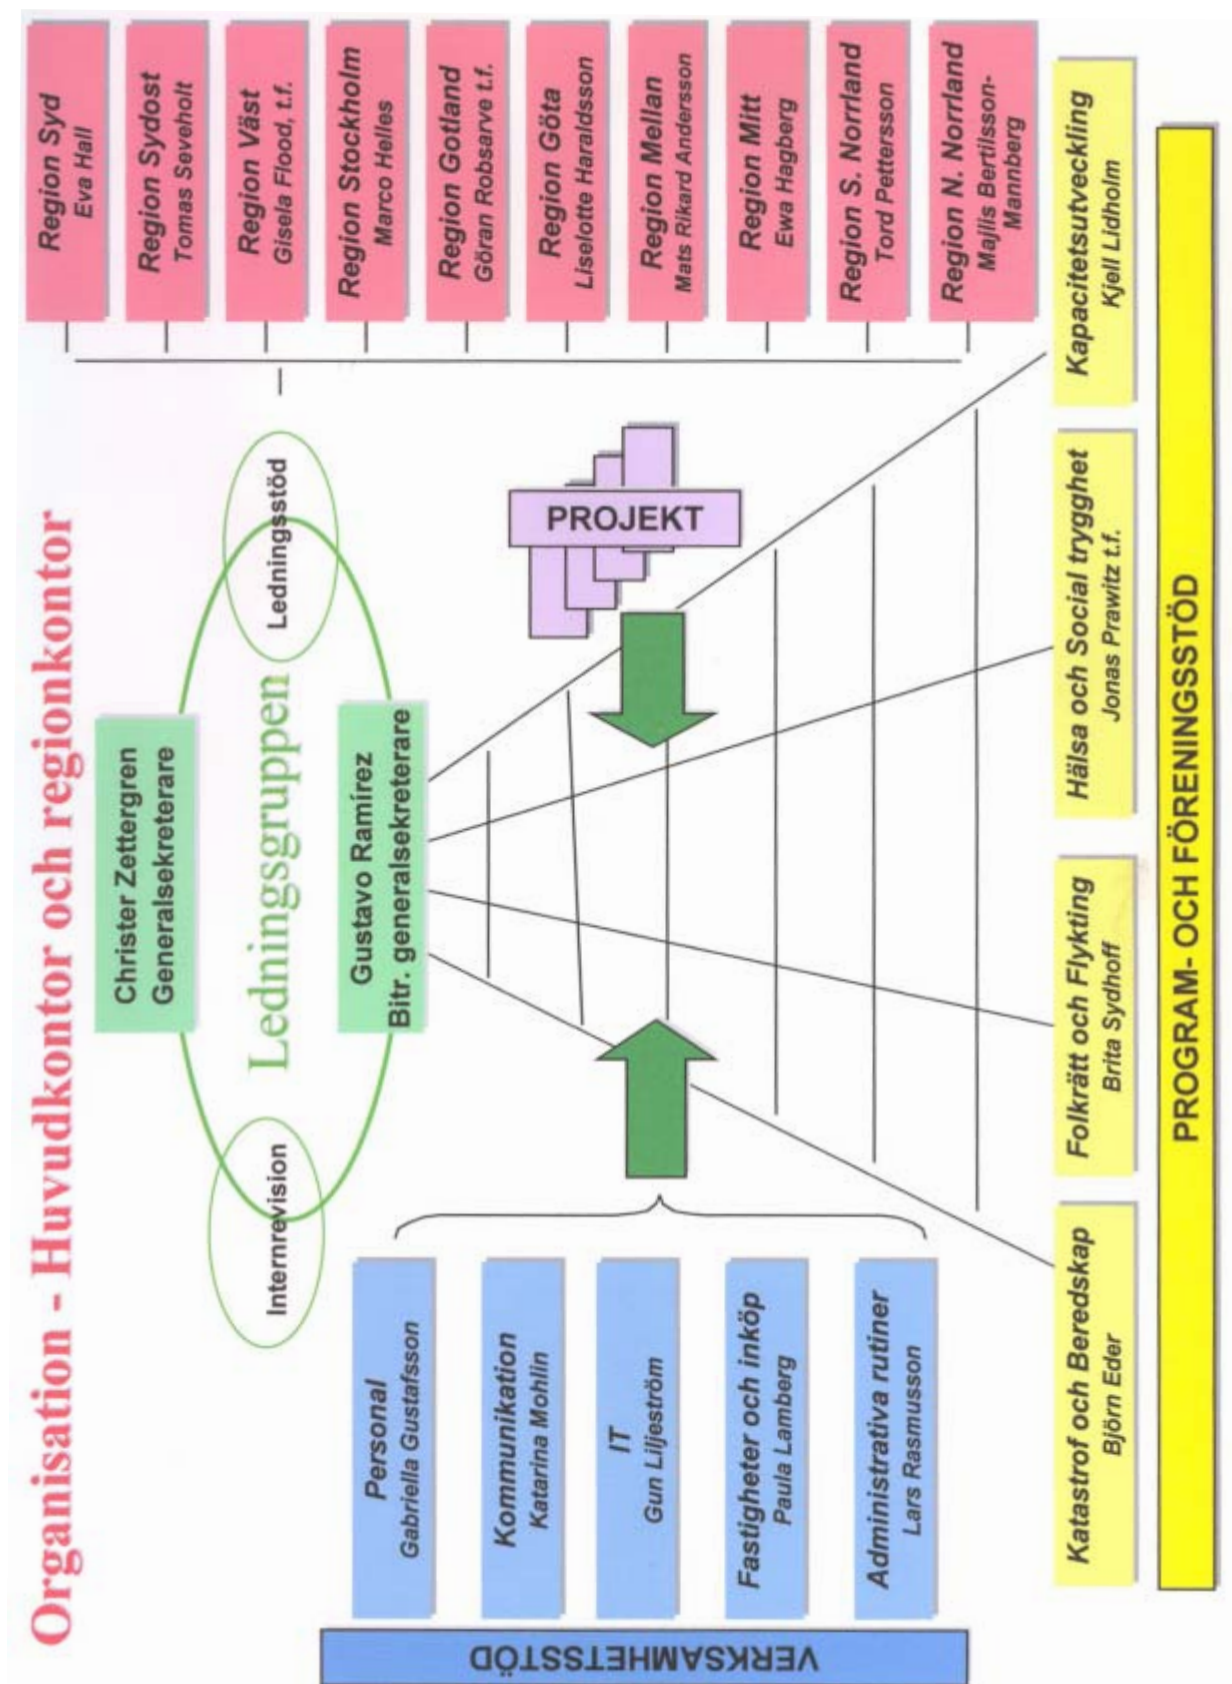 Organisation - Huvudkontor och regionkontor
Christer Zettergren
Generalsekreterare
Internrevision
Ledningsgruppen
Ledningsstöd
Gustavo Ramírez
Bitr. generalsekreterare
VERKSAMHETSSTÖD
Personal
Gabriella Gustafsson
Kommunikation
Katarina Mohlin
IT
Gun Liljeström
Fastigheter och inköp
Paula Lamberg
Administrativa rutiner
Lars Rasmusson
PROJEKT
Region Syd
Eva Hall
Region Sydost
Tomas Seveholt
Region Väst
Gisela Flood, t.f.
Region Stockholm
Marco Helles
Region Gotland
Göran Robsarve t.f.
Region Göta
Liselotte Haraldsson
Region Mellan
Mats Rikard Andersson
Region Mitt
Ewa Hagberg
Region S. Norrland
Tord Pettersson
Region N. Norrland
Majlis Bertilsson-
Mannberg
Katastrof och Beredskap
Björn Eder
Folkrätt och Flykting
Brita Sydhoff
Hälsa och Social trygghet
Jonas Prawitz t.f.
Kapacitetsutveckling
Kjell Lidholm
PROGRAM- OCH FÖRENINGSSTÖD